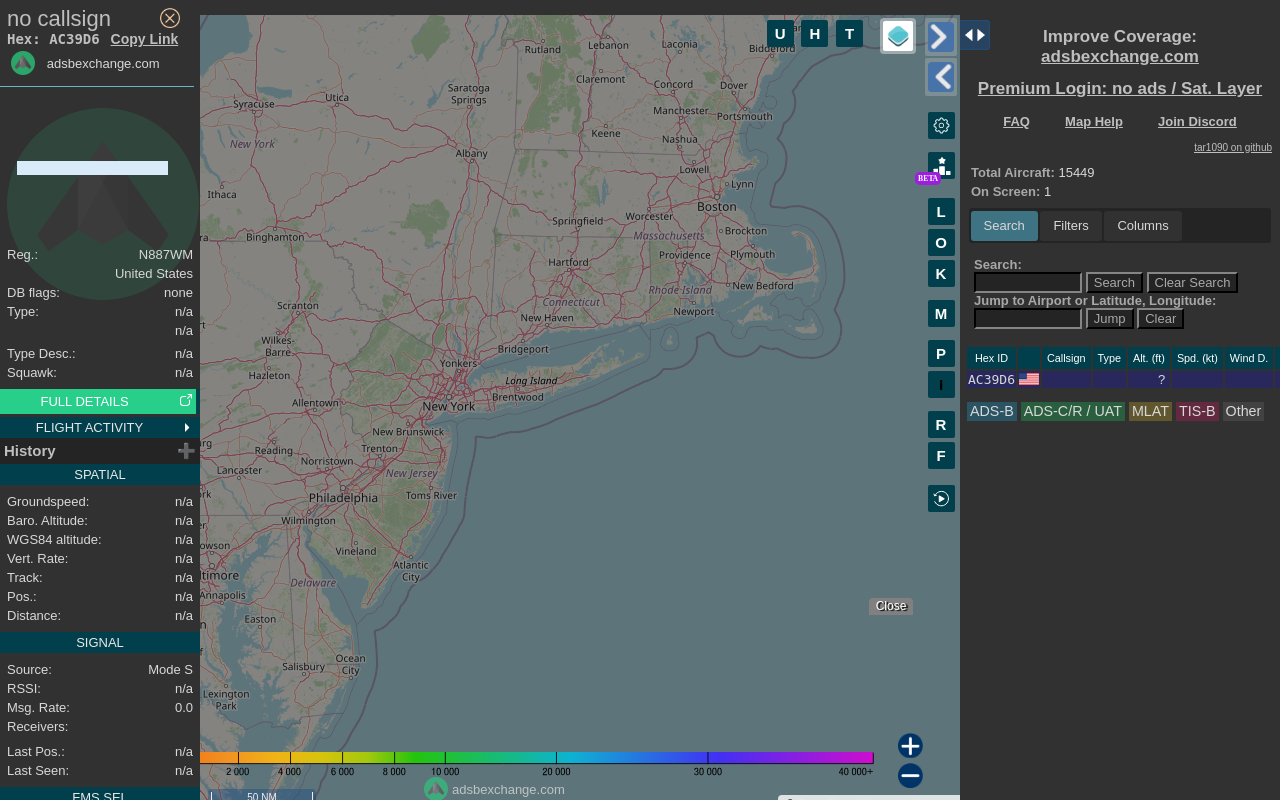 no callsign
Hex: AC39D6 Copy Link
adsbexchange.com
Reg.: N887WM
United States
DB flags: none
Type: n/a
n/a
Type Desc.: n/a
Squawk: n/a
FULL DETAILS
FLIGHT ACTIVITY
History
SPATIAL
Groundspeed: n/a
Baro. Altitude: n/a
WGS84 altitude: n/a
Vert. Rate: n/a
Track: n/a
Pos.: n/a
Distance: n/a
SIGNAL
Source: Mode S
RSSI: n/a
Msg. Rate: 0.0
Receivers:
Last Pos.: n/a
Last Seen: n/a
FMS SEL
U H T
Rutland
Lebanon
Laconia
Biddeford
Claremont
Concord
Dover
Syracuse
Utica
Saratoga
Springs
Manchester
Portsmouth
New York
Keene
Nashua
Albany
Lowell
Ithaca
Lynn
Worcester
Boston
Binghamton
Springfield
Massachusetts
Brockton
Hartford
Providence
Plymouth
Connecticut
Rhode Island
New Bedford
Scranton
New Haven
Newport
Wilkes-
Barre
Bridgeport
Yonkers
Hazleton
Long Island
Brentwood
Allentown
New York
New Brunswick
Reading
Trenton
Norristown
Lancaster
New Jersey
Philadelphia
Toms River
Wilmington
Vineland
Atlantic
City
Delaware
Annapolis
Easton
Ocean
City
Salisbury
Lexington
Park
BETA
L
O
K
M
P
I
R
F
Close
2 000 4 000 6 000 8 000 10 000 20 000 30 000 40 000+
adsbexchange.com
50 NM
Improve Coverage:
adsbexchange.com
Premium Login: no ads / Sat. Layer
FAQ Map Help Join Discord
tar1090 on github
Total Aircraft: 15449
On Screen: 1
Search Filters Columns
Search:
Search Clear Search
Jump to Airport or Latitude, Longitude:
Jump Clear
Hex ID Callsign Type Alt. (ft) Spd. (kt) Wind D.
AC39D6 ?
ADS-B ADS-C/R / UAT MLAT TIS-B Other